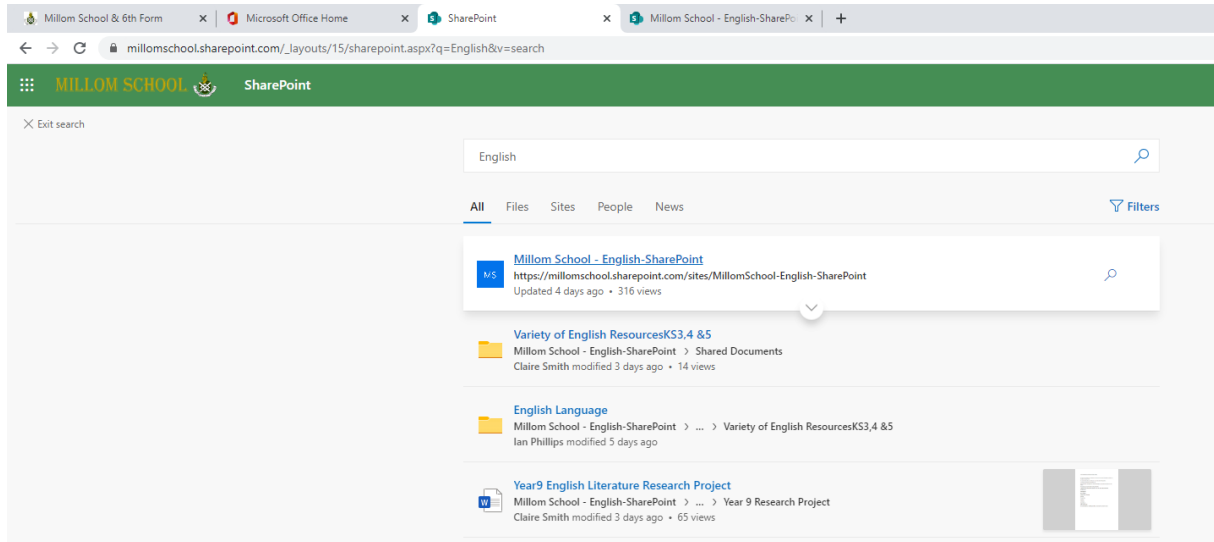 Millom School & 6th Form
Microsoft Office Home
SharePoint
Millom School - English-SharePo
millomschool.sharepoint.com/_layouts/15/sharepoint.aspx?q=English&v=search
MILLOM SCHOOL SharePoint
Exit search
English
All Files Sites People News Filters
Millom School - English-SharePoint
MS https://millomschool.sharepoint.com/sites/MillomSchool-English-SharePoint
Updated 4 days ago • 316 views
Variety of English ResourcesKS3,4 &5
Millom School - English-SharePoint > Shared Documents
Claire Smith modified 3 days ago • 14 views
English Language
Millom School - English-SharePoint > ... > Variety of English ResourcesKS3,4 &5
Ian Phillips modified 5 days ago
Year9 English Literature Research Project
Millom School - English-SharePoint > ... > Year 9 Research Project
Claire Smith modified 3 days ago • 65 views